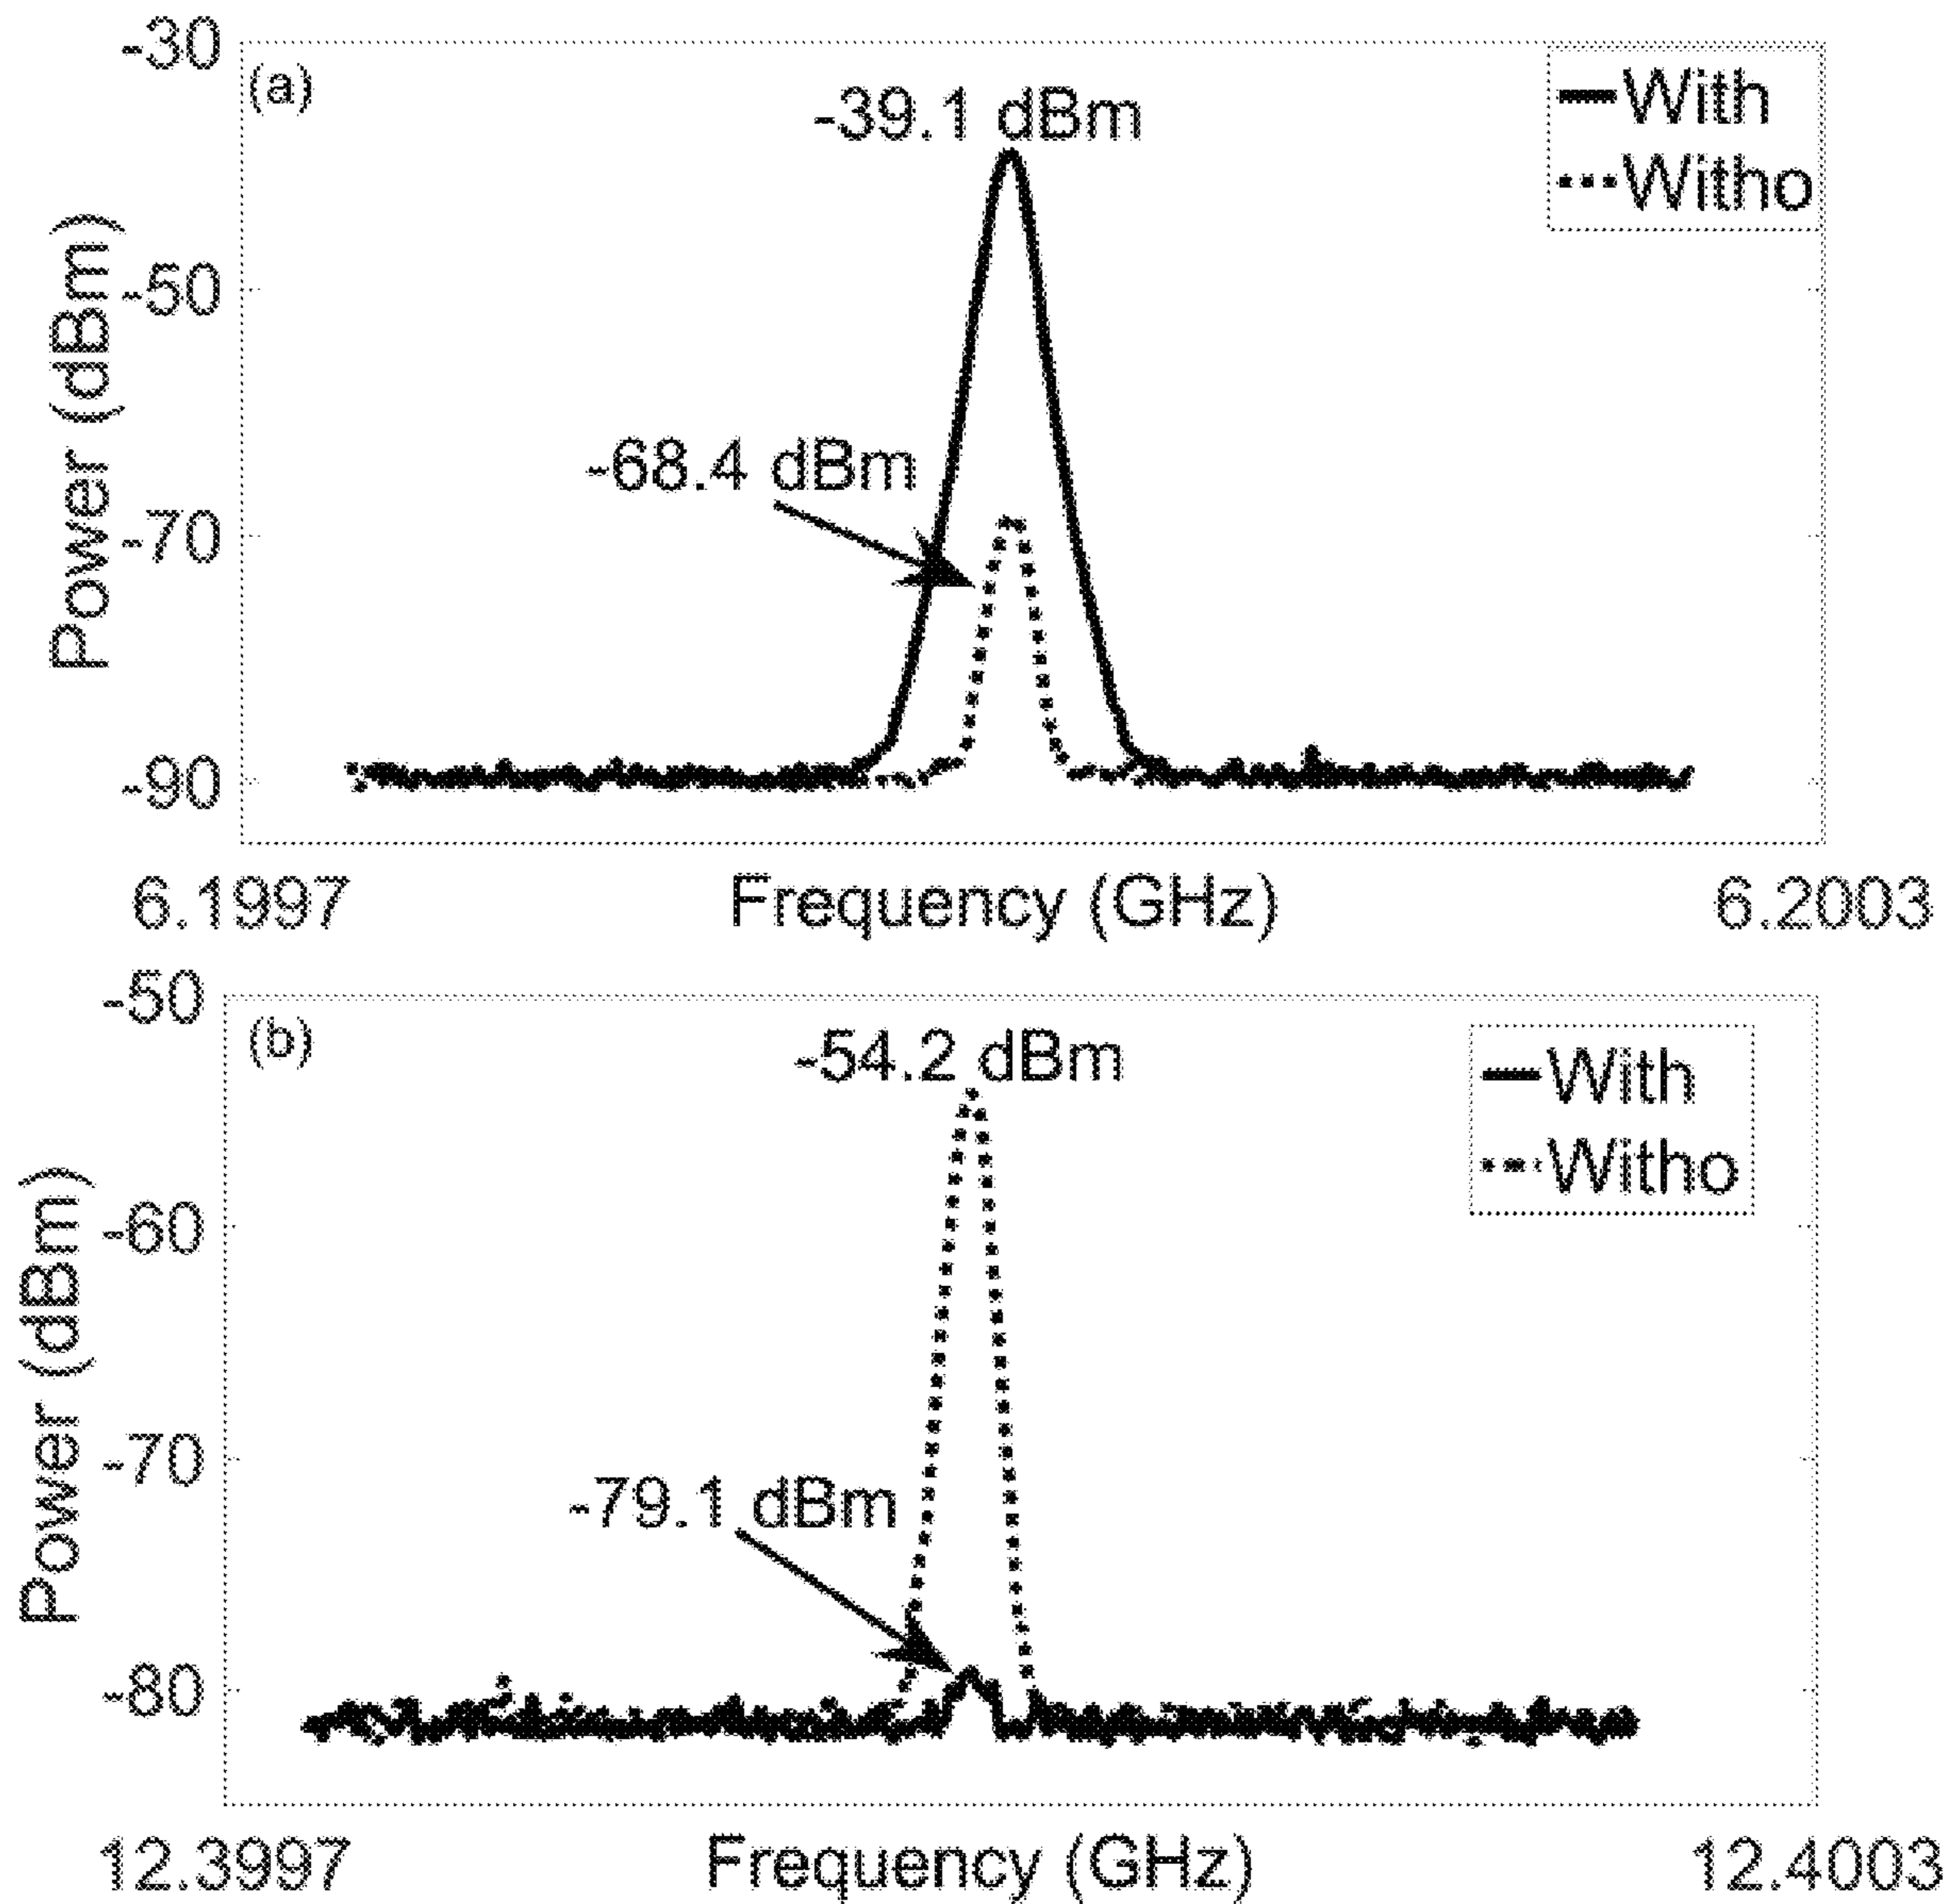 -30
(a)
-39.1 dBm
With
Witho
-50
-68.4 dBm
-70
-90
Power (dBm)
6.1997
Frequency (GHz)
6.2003
-50
(b)
-54.2 dBm
With
Witho
-60
-70
-79.1 dBm
-80
Power (dBm)
12.3997
Frequency (GHz)
12.4003